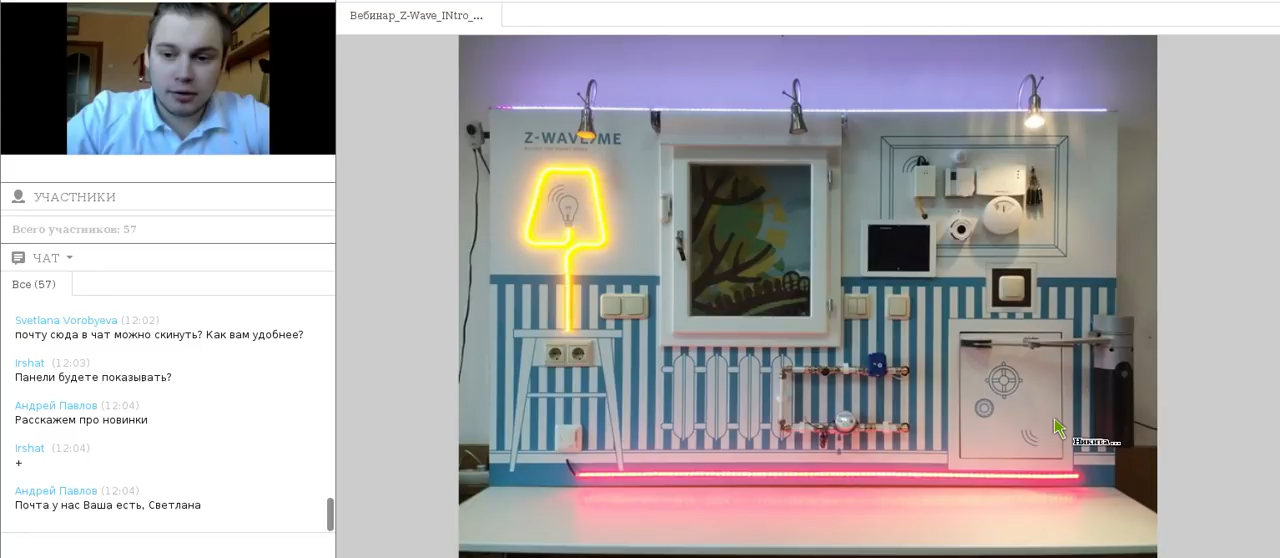 Вебинар_Z-Wave_INtro_...
УЧАСТНИКИ
Всего участников: 57
ЧАТ
Все (57)
Svetlana Vorobyeva (12:02)
почту сюда в чат можно скинуть? Как вам удобнее?
Irshat (12:03)
Панели будете показывать?
Андрей Павлов (12:04)
Расскажем про новинки
Irshat (12:04)
+
Андрей Павлов (12:04)
Почта у нас Ваша есть, Светлана
Z-WAVE>ME
Никита...